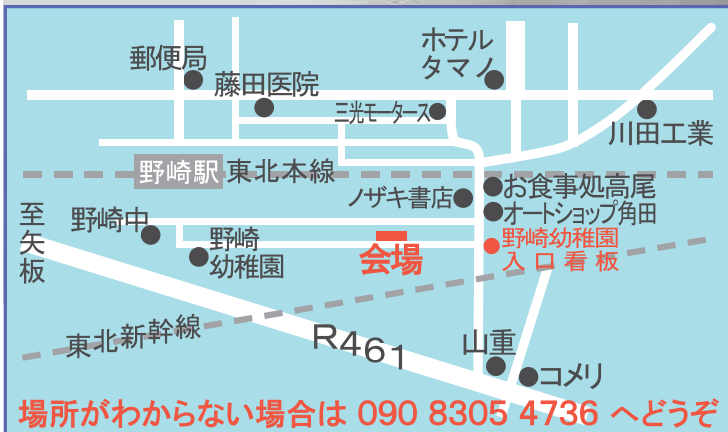 郵便局
藤田医院
ホテル
タマノ
三光モータース
川田工業
野崎駅
東北本線
ノザキ書店
お食事処高尾
オートショップ角田
至矢板
野崎中
野崎
幼稚園
会場
野崎幼稚園
入口看板
東北新幹線
R461
山重
コメリ
場所がわからない場合は 090 8305 4736 へどうぞ